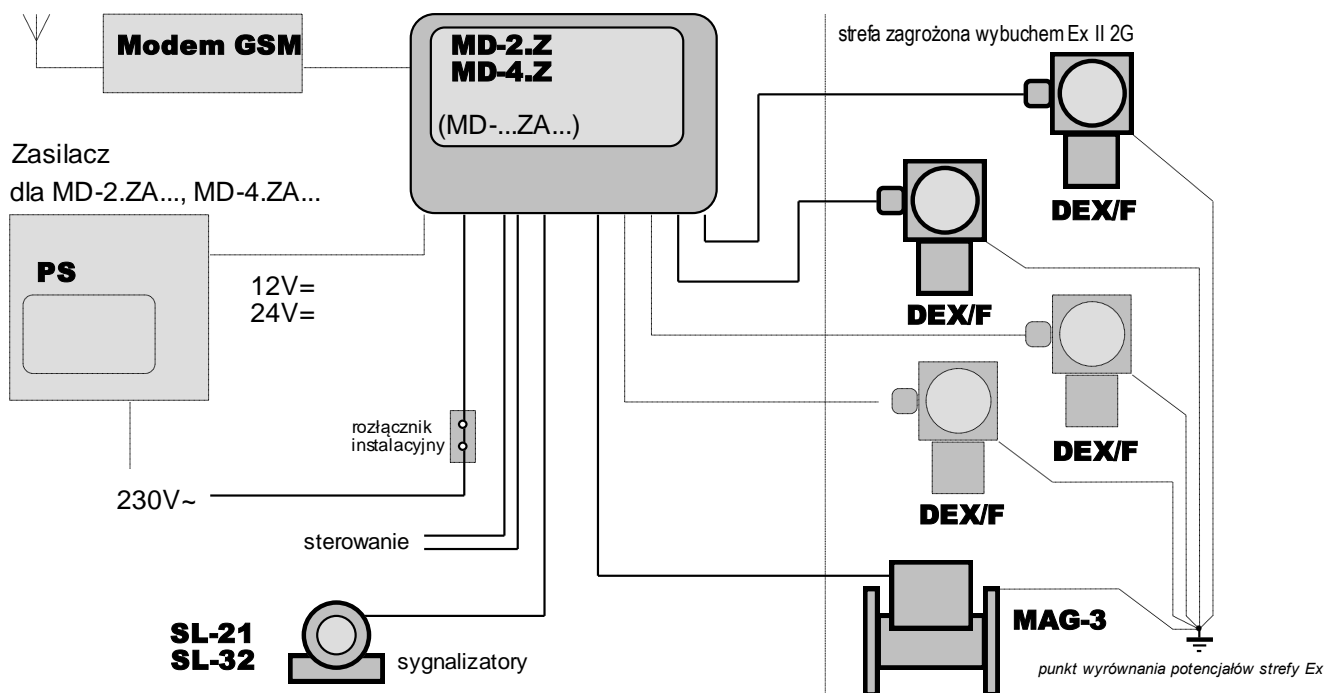 Modem GSM
MD-2.Z
MD-4.Z
(MD-...ZA...)
strefa zagrożona wybuchem Ex II 2G
DEX/F
Zasilacz
dla MD-2.ZA..., MD-4.ZA...
PS
12V=
24V=
DEX/F
DEX/F
DEX/F
rozłącznik
instalacyjny
230V~
sterowanie
SL-21
SL-32
sygnalizatory
MAG-3
punkt wyrównania potencjałów strefy Ex